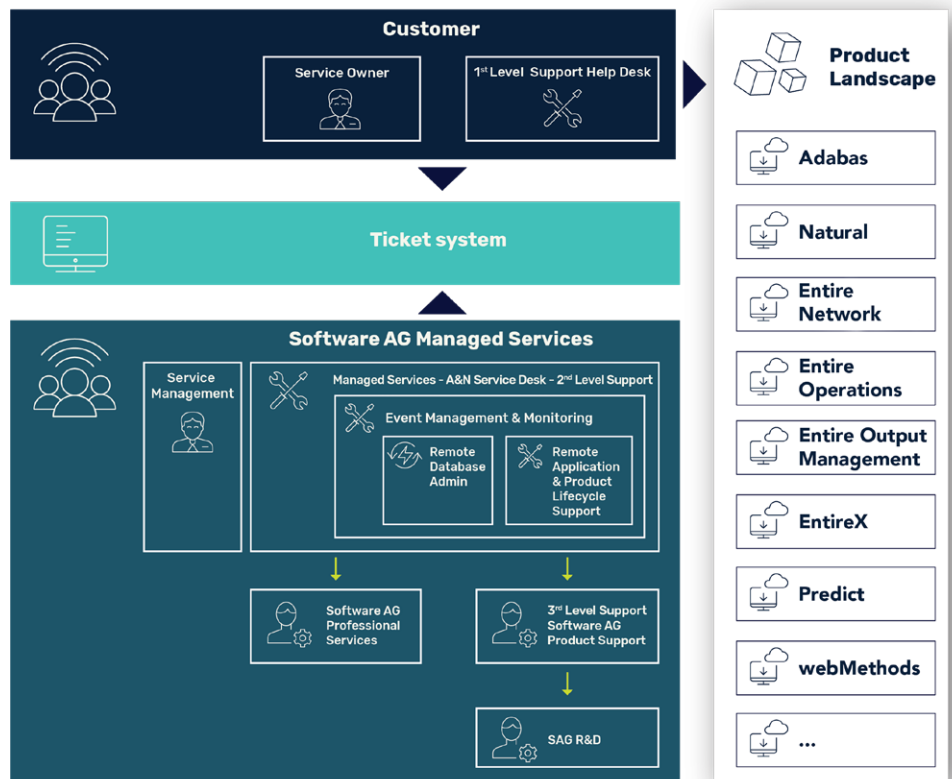 Customer
Service Owner
1st Level Support Help Desk
Ticket system
Software AG Managed Services
Service
Management
Managed Services - A&N Service Desk - 2nd Level Support
Event Management & Monitoring
Remote
Database
Admin
Remote
Application
& Product
Lifecycle
Support
Software AG
Professional
Services
3rd Level Support
Software AG
Product Support
SAG R&D
Product
Landscape
Adabas
Natural
Entire
Network
Entire
Operations
Entire Output
Management
EntireX
Predict
webMethods
...